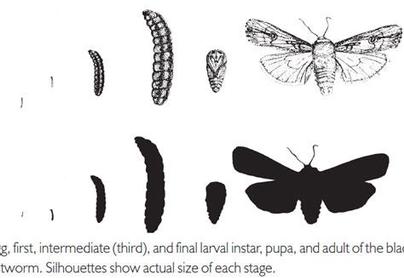 g, first, intermediate (third), and final larval instar, pupa, and adult of the blac
tworm. Silhouettes show actual size of each stage.